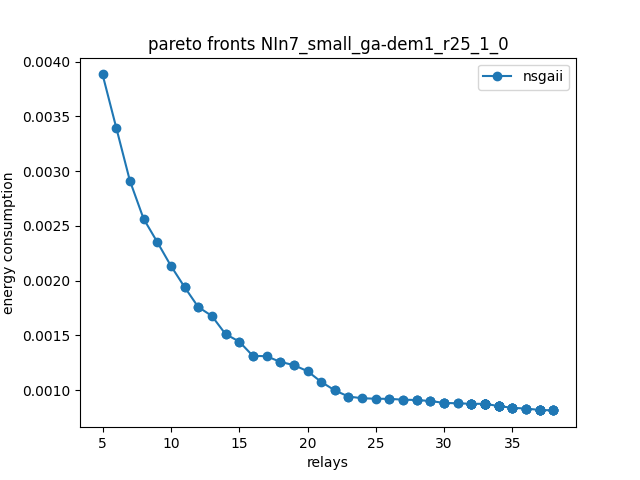 pareto fronts NIn7_small_ga-dem1_r25_1_0
nsgaii
energy consumption
0.0040
0.0035
0.0030
0.0025
0.0020
0.0015
0.0010
5 10 15 20 25 30 35
relays